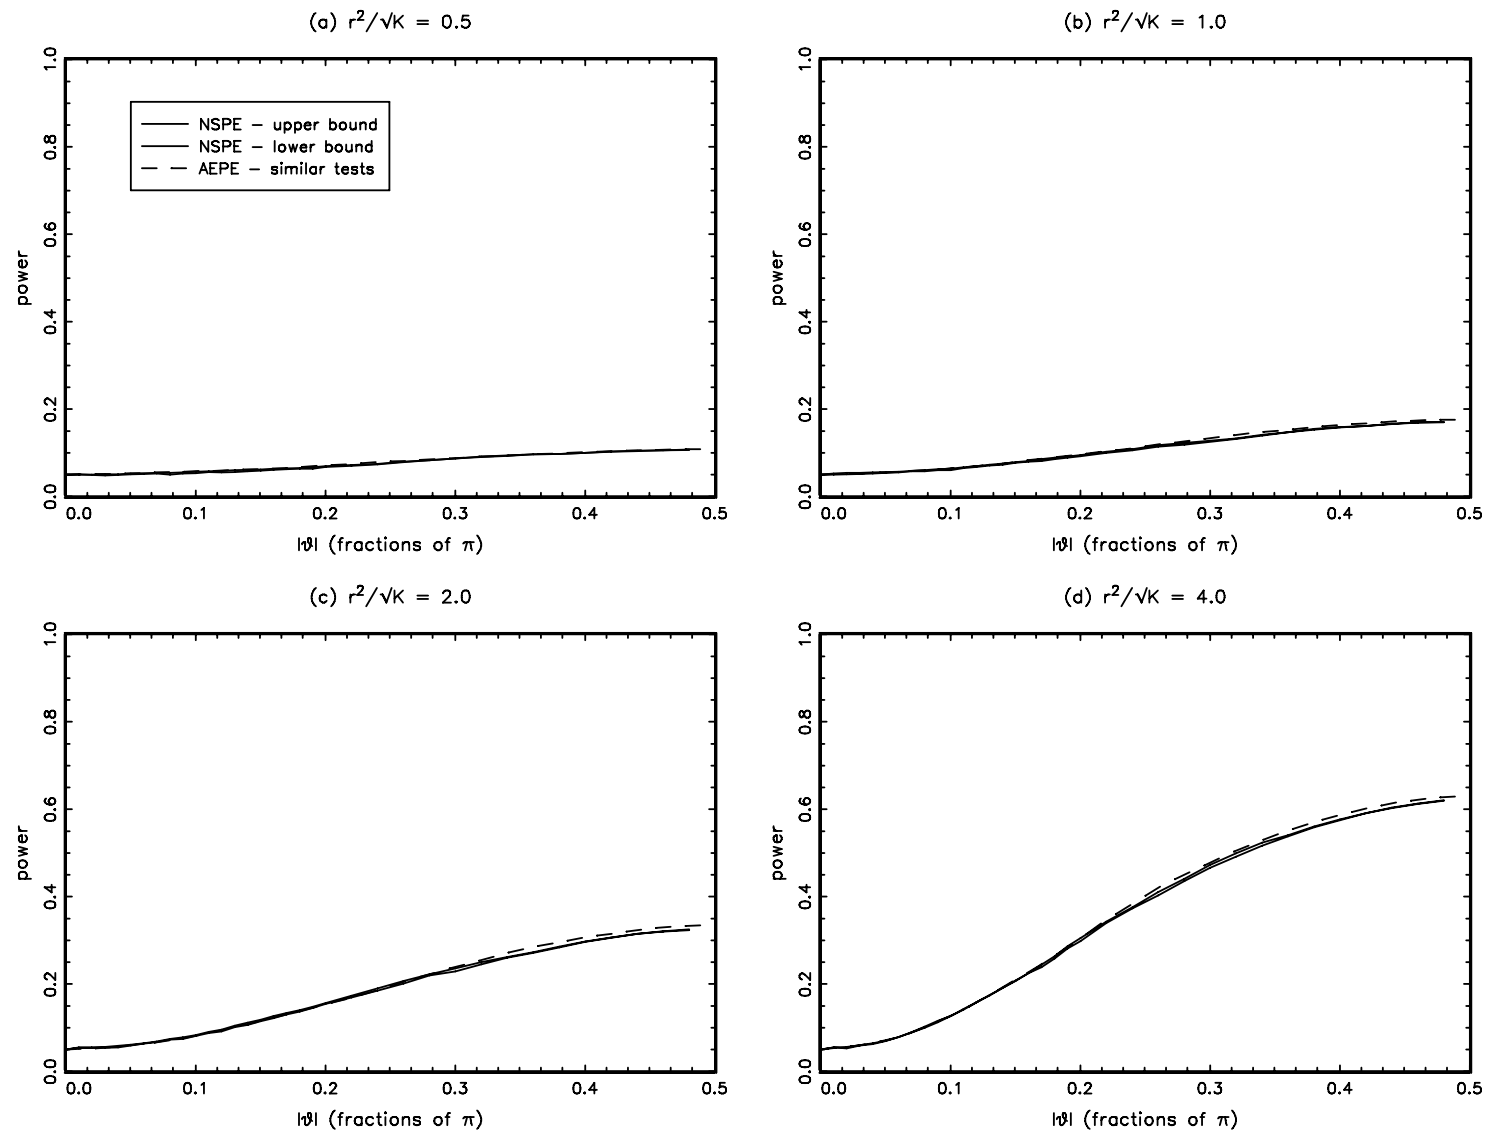 (a) r²/√K = 0.5
1.0
0.8
0.6
0.4
0.2
0.0
power
NSPE – upper bound
NSPE – lower bound
AEPE – similar tests
0.0 0.1 0.2 0.3 0.4 0.5
|ϑ| (fractions of π)
(b) r²/√K = 1.0
1.0
0.8
0.6
0.4
0.2
0.0
power
0.0 0.1 0.2 0.3 0.4 0.5
|ϑ| (fractions of π)
(c) r²/√K = 2.0
1.0
0.8
0.6
0.4
0.2
0.0
power
0.0 0.1 0.2 0.3 0.4 0.5
|ϑ| (fractions of π)
(d) r²/√K = 4.0
1.0
0.8
0.6
0.4
0.2
0.0
power
0.0 0.1 0.2 0.3 0.4 0.5
|ϑ| (fractions of π)